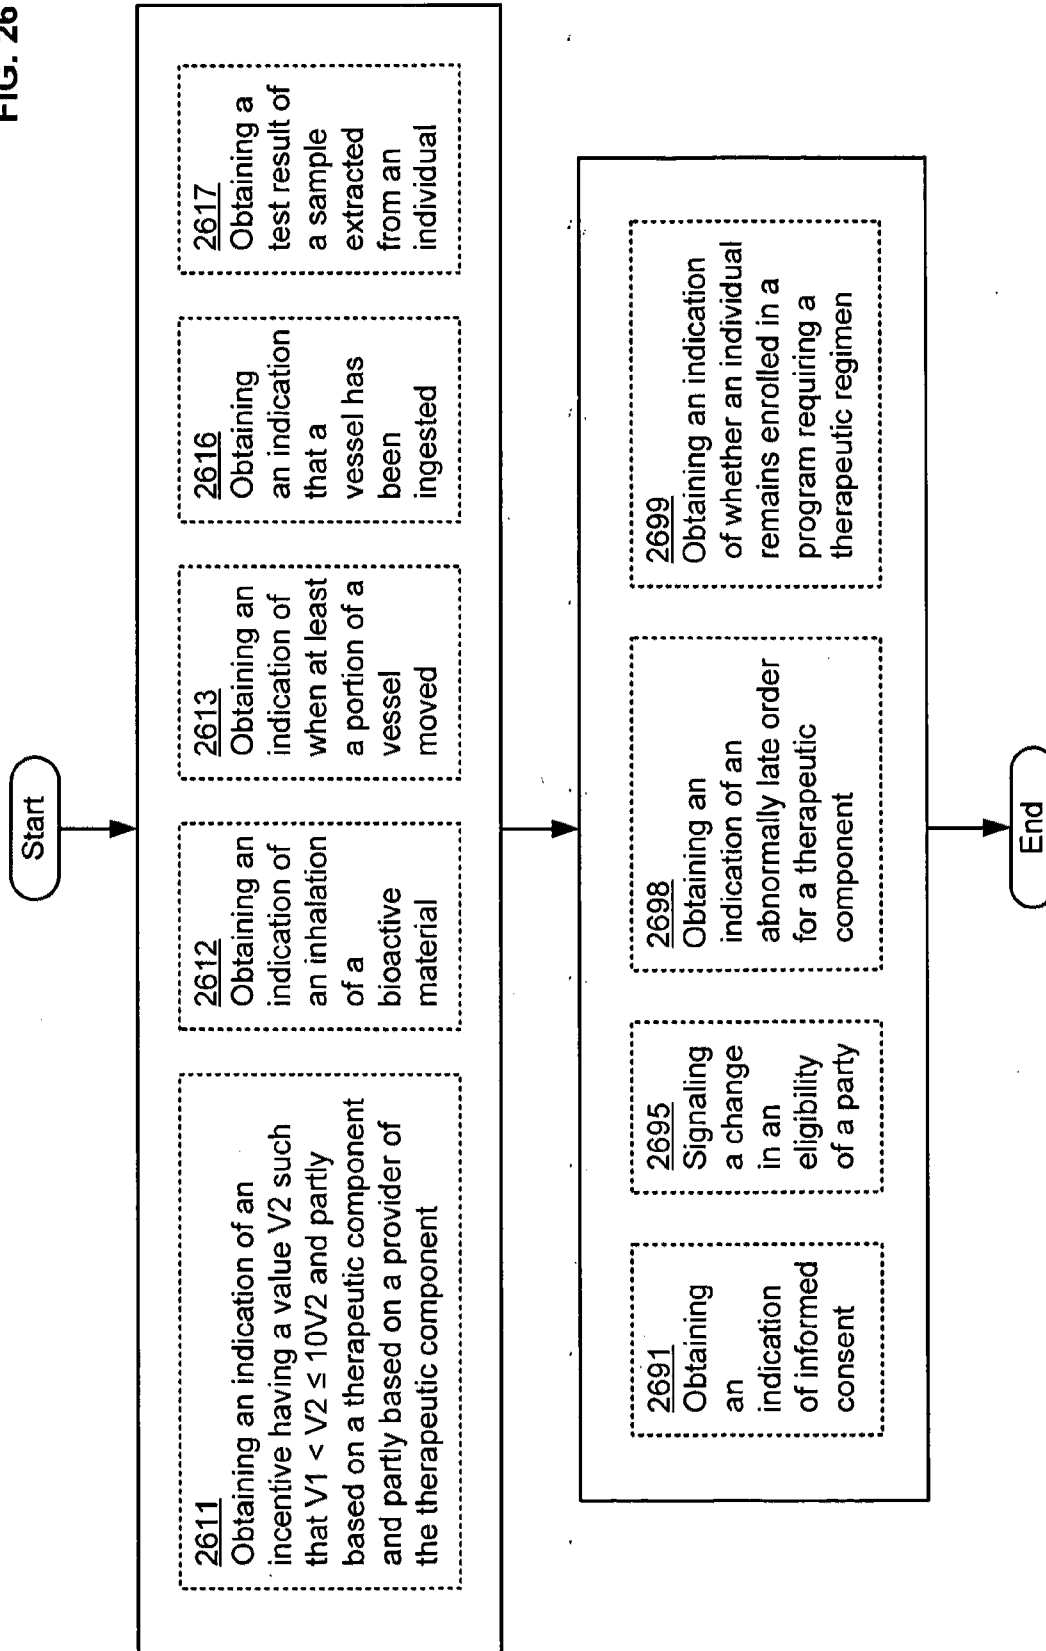 FIG. 26
Start
2611
Obtaining an indication of an
incentive having a value V2 such
that V1 < V2 ≤ 10V2 and partly
based on a therapeutic component
and partly based on a provider of
the therapeutic component
2612
Obtaining an
indication of
an inhalation
of a
bioactive
material
2613
Obtaining an
indication of
when at least
a portion of a
vessel
moved
2616
Obtaining
an indication
that a
vessel has
been
ingested
2617
Obtaining a
test result of
a sample
extracted
from an
individual
2691
Obtaining
an
indication
of informed
consent
2695
Signaling
a change
in an
eligibility
of a party
2698
Obtaining an
indication of an
abnormally late order
for a therapeutic
component
2699
Obtaining an indication
of whether an individual
remains enrolled in a
program requiring a
therapeutic regimen
End